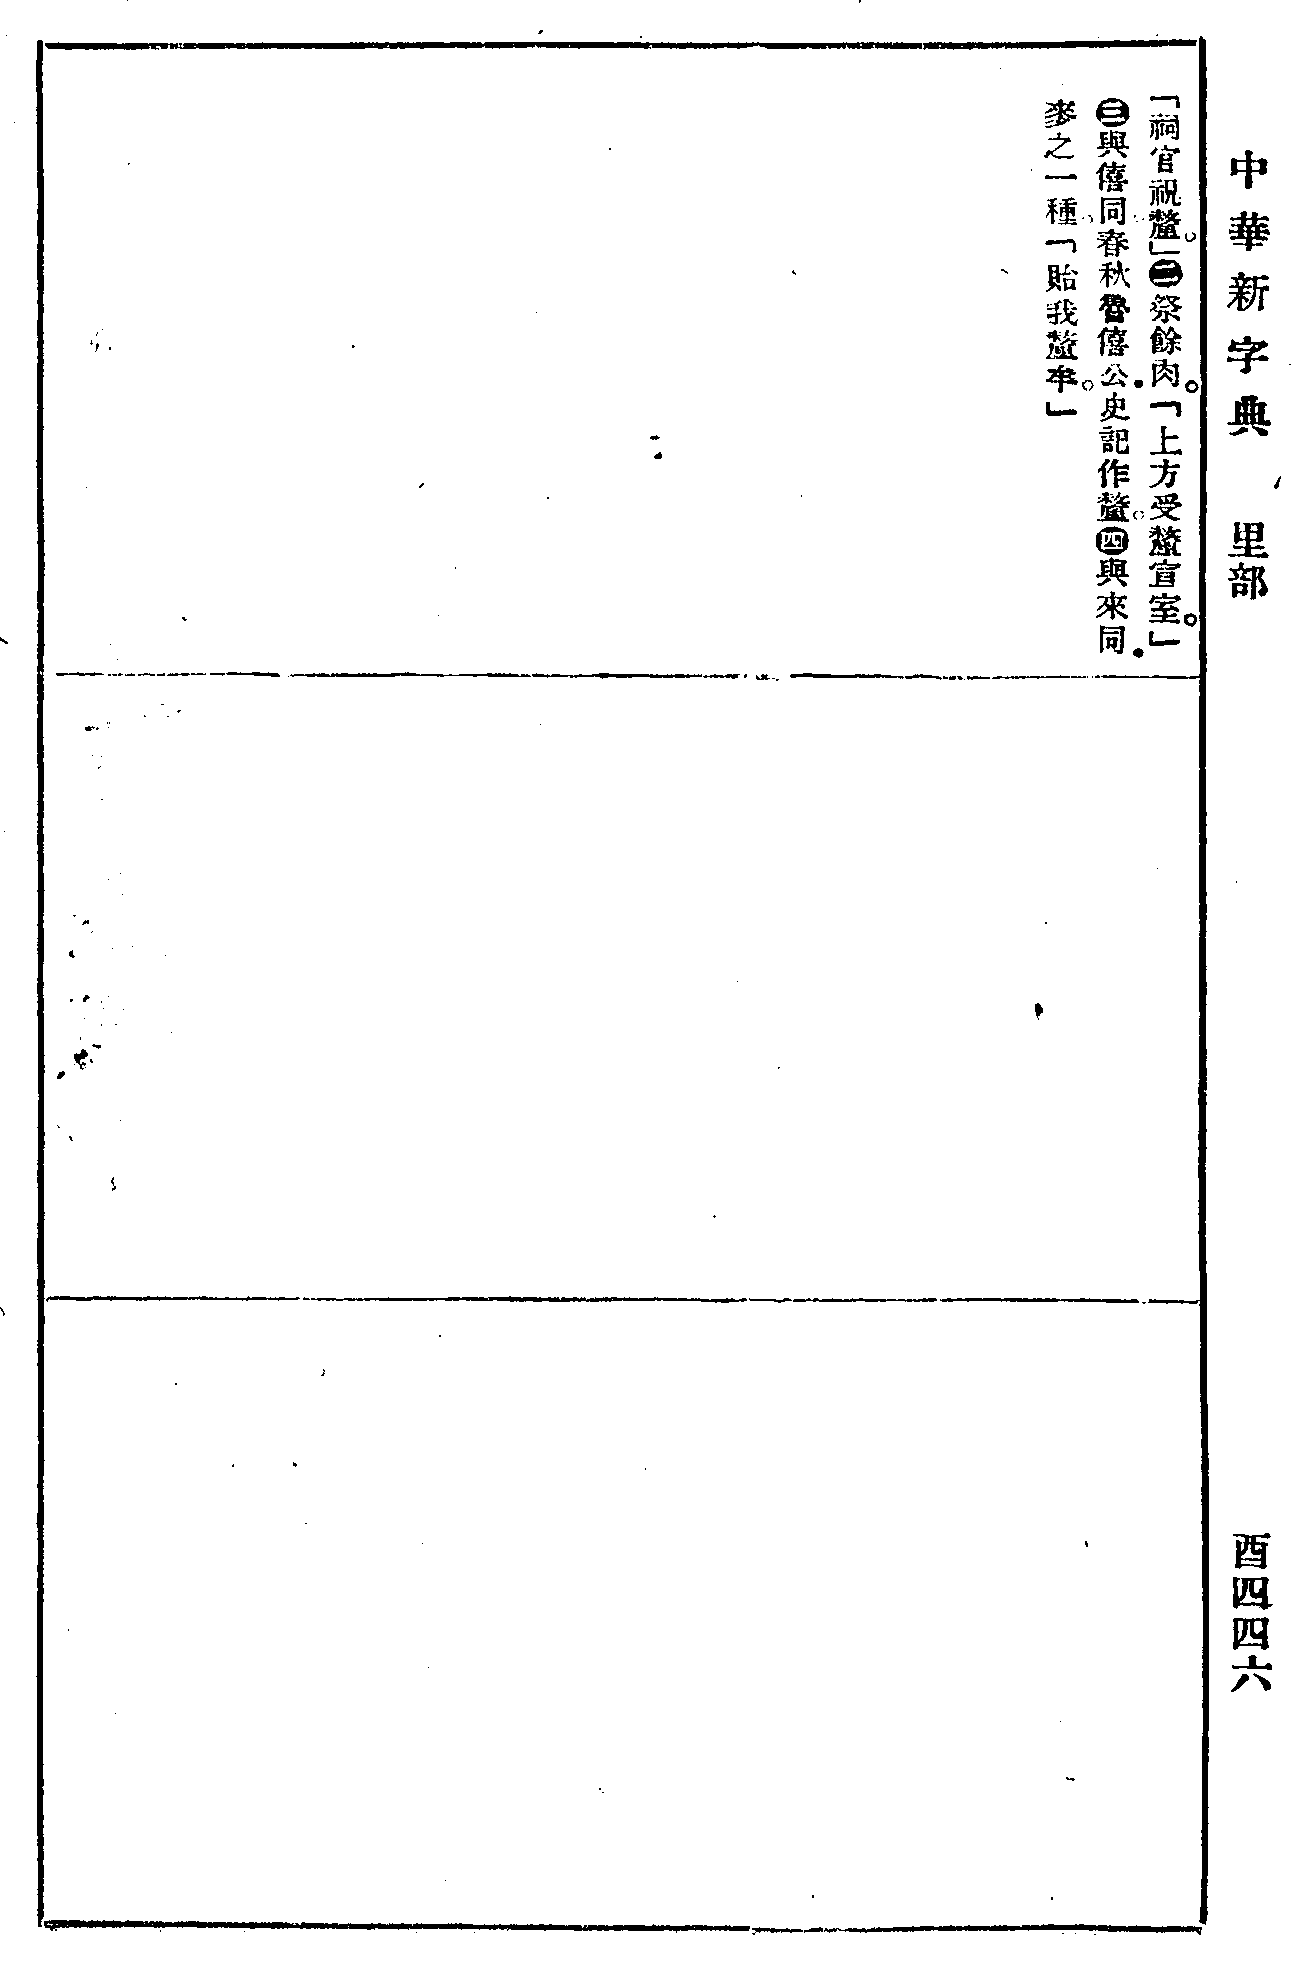 中華新字典　里部
酉四四六
「祠官祝釐。」㊁祭餘肉。「上方受釐宣室。」
㊂與僖同春秋魯僖公史記作釐。㊃與來同
麥之一種「貽我釐牟。」